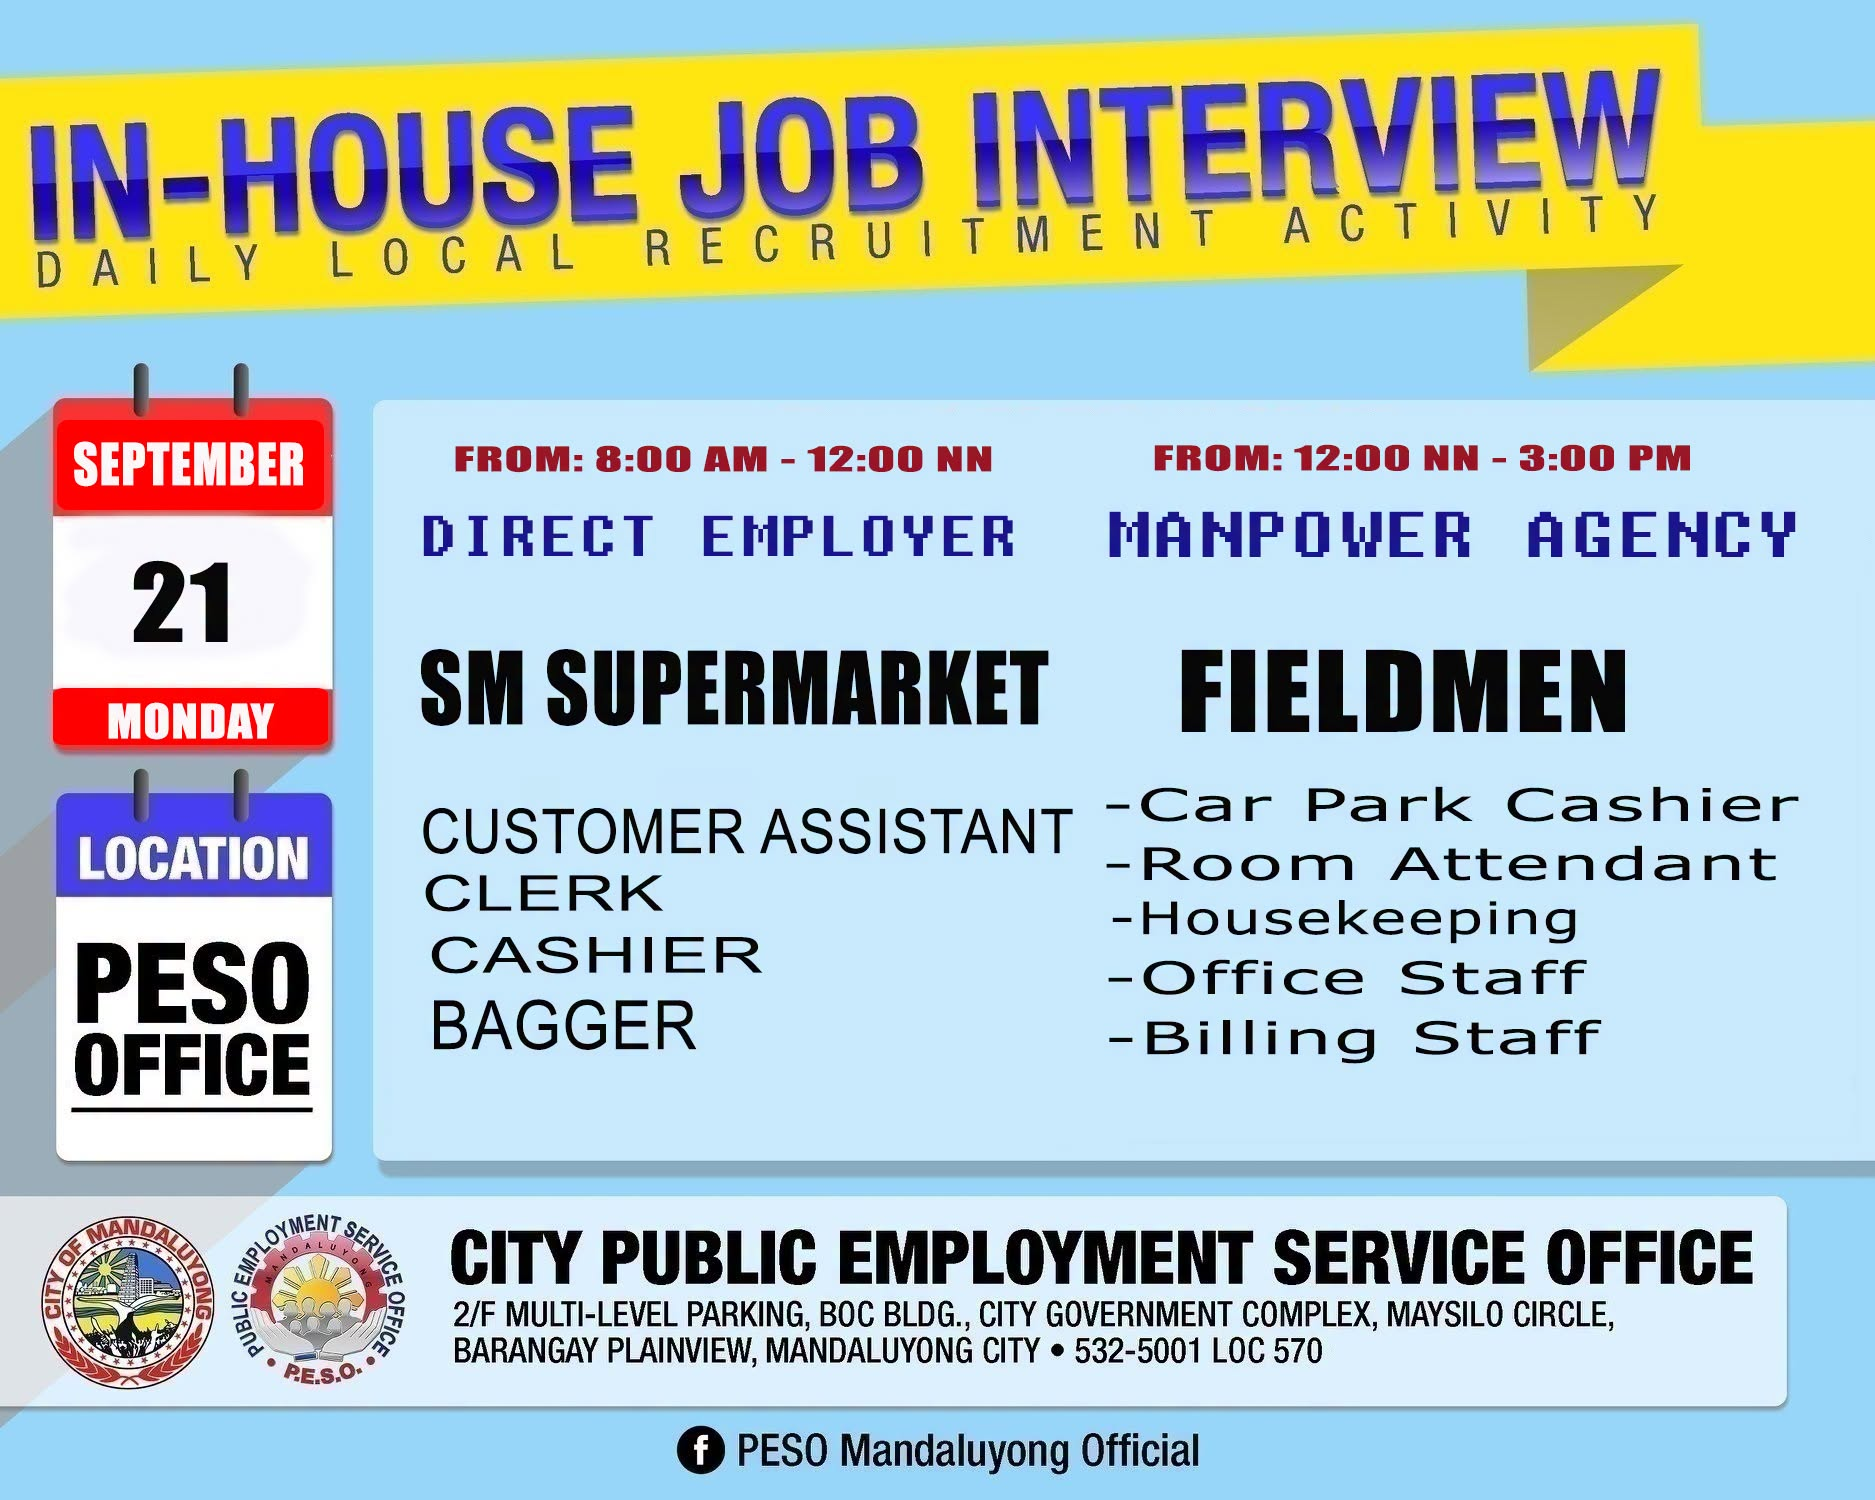 IN-HOUSE JOB INTERVIEW
DAILY LOCAL RECRUITMENT ACTIVITY
SEPTEMBER
21
MONDAY
LOCATION
PESO
OFFICE
FROM: 8:00 AM - 12:00 NN
DIRECT EMPLOYER
SM SUPERMARKET
CUSTOMER ASSISTANT
CLERK
CASHIER
BAGGER
FROM: 12:00 NN - 3:00 PM
MANPOWER AGENCY
FIELDMEN
-Car Park Cashier
-Room Attendant
-Housekeeping
-Office Staff
-Billing Staff
CITY OF MANDALUYONG
PUBLIC EMPLOYMENT SERVICE OFFICE
MANDALUYONG
• P.E.S.O. •
CITY PUBLIC EMPLOYMENT SERVICE OFFICE
2/F MULTI-LEVEL PARKING, BOC BLDG., CITY GOVERNMENT COMPLEX, MAYSILO CIRCLE,
BARANGAY PLAINVIEW, MANDALUYONG CITY • 532-5001 LOC 570
f PESO Mandaluyong Official